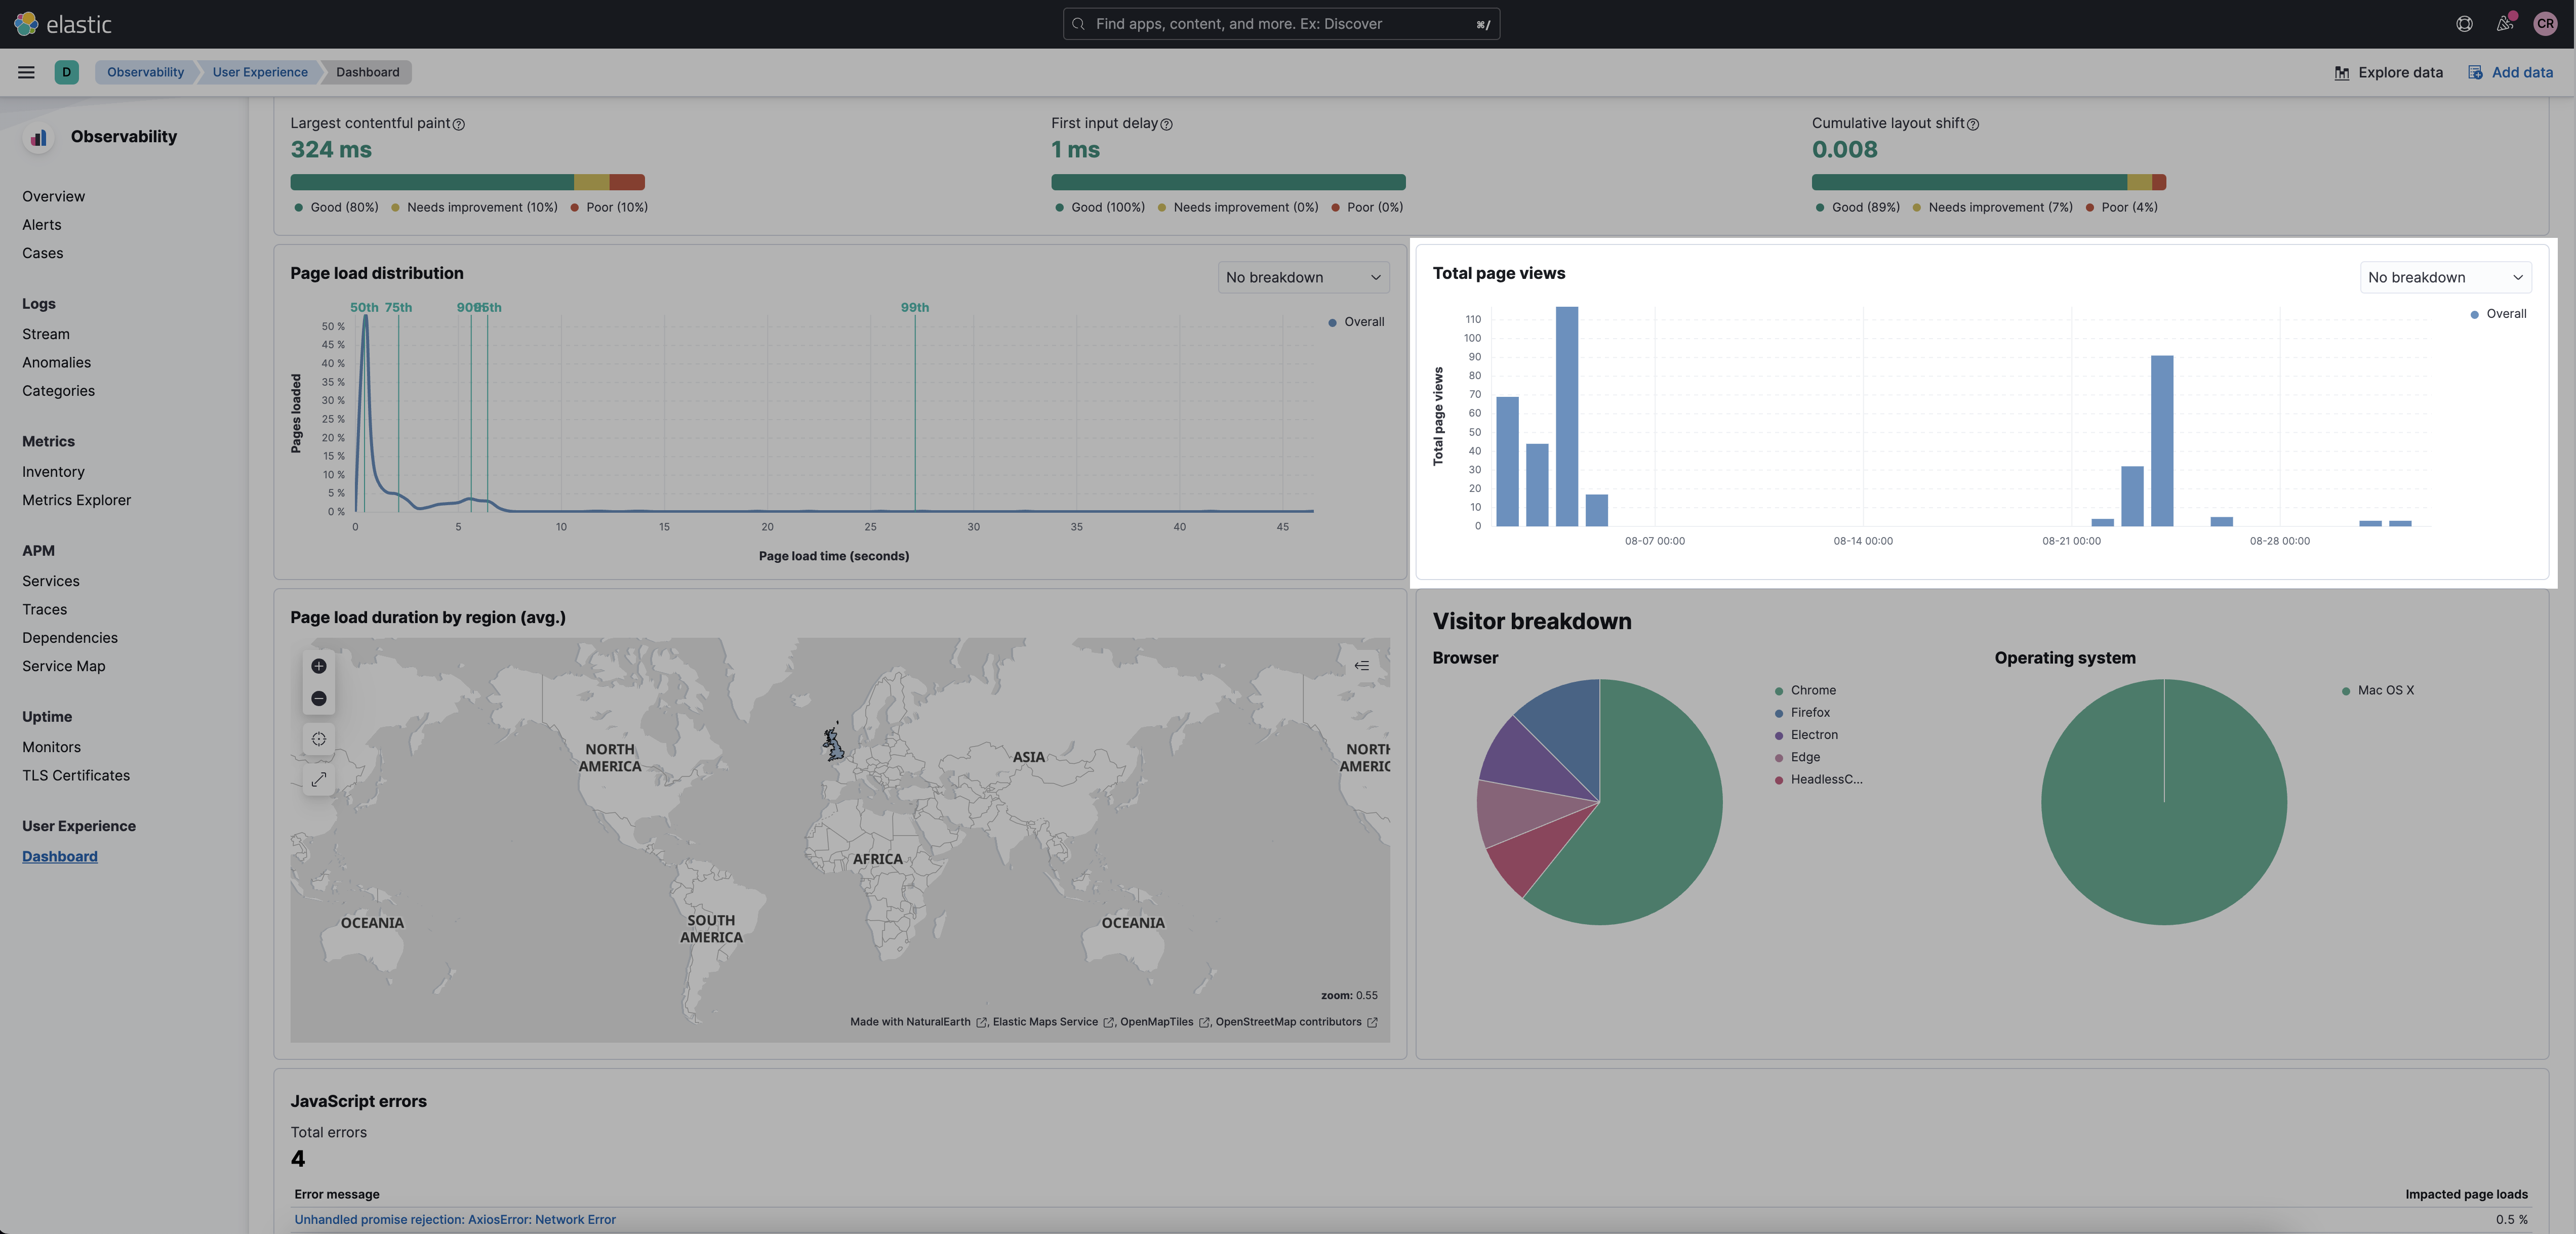 elastic
Find apps, content, and more. Ex: Discover
⌘/
CR
D
Observability
User Experience
Dashboard
Explore data
Add data
Observability
Overview
Alerts
Cases
Logs
Stream
Anomalies
Categories
Metrics
Inventory
Metrics Explorer
APM
Services
Traces
Dependencies
Service Map
Uptime
Monitors
TLS Certificates
User Experience
Dashboard
Largest contentful paint
324 ms
Good (80%) Needs improvement (10%) Poor (10%)
First input delay
1 ms
Good (100%) Needs improvement (0%) Poor (0%)
Cumulative layout shift
0.008
Good (89%) Needs improvement (7%) Poor (4%)
Page load distribution
No breakdown
50th 75th 90th 95th 99th
Overall
Pages loaded
50 %
45 %
40 %
35 %
30 %
25 %
20 %
15 %
10 %
5 %
0 %
0 5 10 15 20 25 30 35 40 45
Page load time (seconds)
Total page views
No breakdown
Overall
Total page views
110
100
90
80
70
60
50
40
30
20
10
0
08-07 00:00 08-14 00:00 08-21 00:00 08-28 00:00
Page load duration by region (avg.)
NORTH
AMERICA
ASIA
NORTH
AMERIC
AFRICA
OCEANIA
SOUTH
AMERICA
OCEANIA
zoom: 0.55
Made with NaturalEarth , Elastic Maps Service , OpenMapTiles , OpenStreetMap contributors
Visitor breakdown
Browser
Chrome
Firefox
Electron
Edge
HeadlessC...
Operating system
Mac OS X
JavaScript errors
Total errors
4
Error message Impacted page loads
Unhandled promise rejection: AxiosError: Network Error 0.5 %